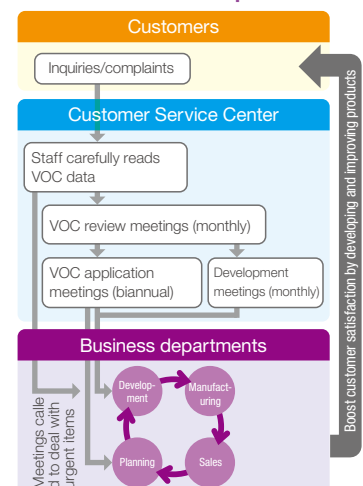 Customers
Inquiries/complaints
Customer Service Center
Staff carefully reads
VOC data
VOC review meetings (monthly)
VOC application
meetings (biannual)
Development
meetings (monthly)
Business departments
Meetings calle
d to deal with
urgent items
Develop-
ment
Manufact-
uring
Planning
Sales
Boost customer satisfaction by developing and improving products